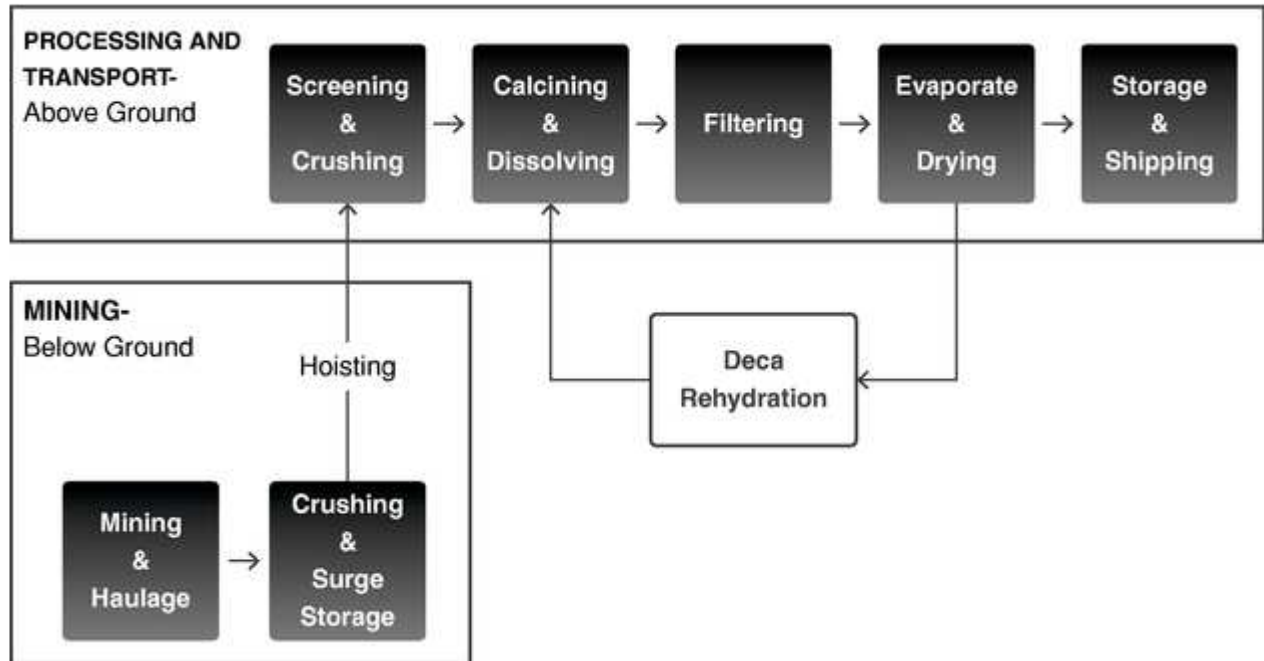 PROCESSING AND
TRANSPORT-
Above Ground
Screening
&
Crushing
Calcining
&
Dissolving
Filtering
Evaporate
&
Drying
Storage
&
Shipping
MINING-
Below Ground
Hoisting
Deca
Rehydration
Mining
&
Haulage
Crushing
&
Surge
Storage